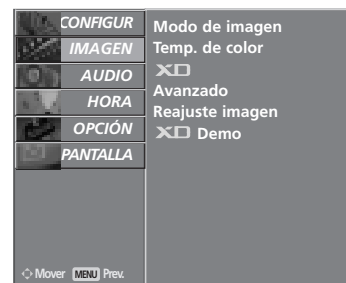 CONFIGUR
IMAGEN
AUDIO
HORA
OPCIÓN
PANTALLA
Modo de imagen
Temp. de color
XD
Avanzado
Reajuste imagen
XD Demo
Mover MENU Prev.